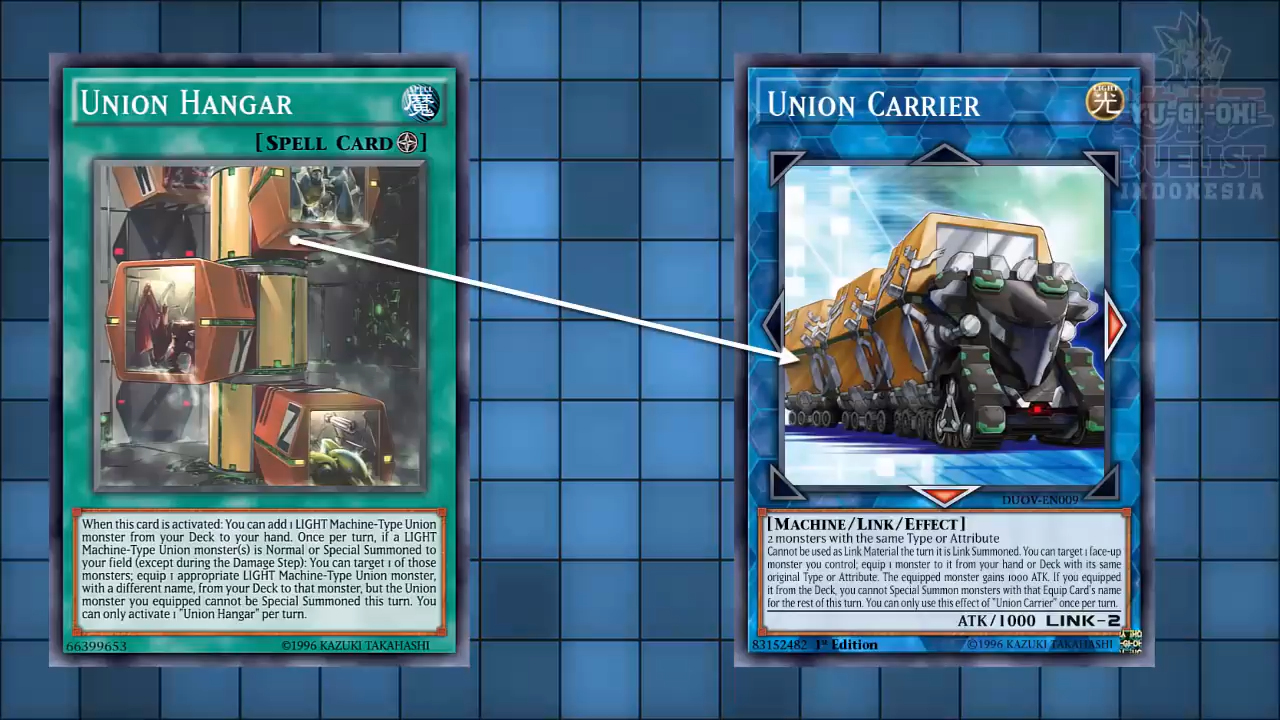 UNION HANGAR
SPELL
魔
[SPELL CARD]
2
When this card is activated: You can add 1 LIGHT Machine-Type Union
monster from your Deck to your hand. Once per turn, if a LIGHT
Machine-Type Union monster(s) is Normal or Special Summoned to
your field (except during the Damage Step): You can target 1 of those
monsters; equip 1 appropriate LIGHT Machine-Type Union monster,
with a different name, from your Deck to that monster, but the Union
monster you equipped cannot be Special Summoned this turn. You
can only activate 1 "Union Hangar" per turn.
66399653
©1996 KAZUKI TAKAHASHI
UNION CARRIER
LIGHT
光
DUOV-EN009
[MACHINE/LINK/EFFECT]
2 monsters with the same Type or Attribute
Cannot be used as Link Material the turn it is Link Summoned. You can target 1 face-up
monster you control; equip 1 monster to it from your hand or Deck with its same
original Type or Attribute. The equipped monster gains 1000 ATK. If you equipped
it from the Deck, you cannot Special Summon monsters with that Equip Card's name
for the rest of this turn. You can only use this effect of "Union Carrier" once per turn.
ATK/1000 LINK-2
83152482 1st Edition
©1996 KAZUKI TAKAHASHI
YU-GI-OH!
DUELIST
INDONESIA